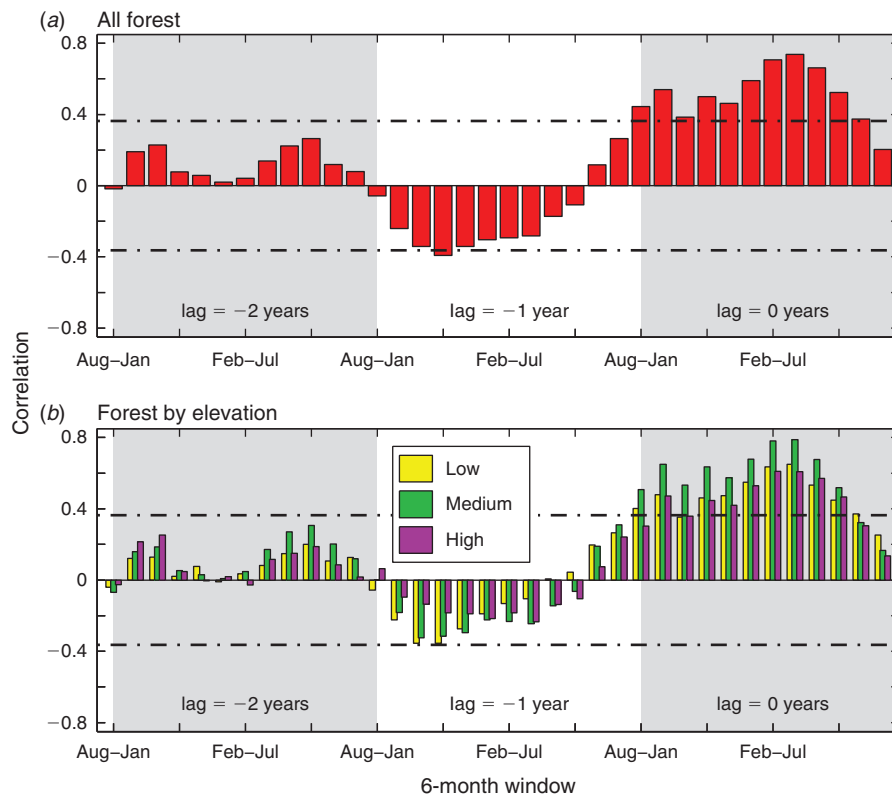 (a) All forest
0.8
0.4
0
−0.4
−0.8
lag = −2 years
lag = −1 year
lag = 0 years
Aug–Jan
Feb–Jul
Aug–Jan
Feb–Jul
Aug–Jan
Feb–Jul
Correlation
(b) Forest by elevation
0.8
0.4
0
−0.4
−0.8
Low
Medium
High
lag = −2 years
lag = −1 year
lag = 0 years
Aug–Jan
Feb–Jul
Aug–Jan
Feb–Jul
Aug–Jan
Feb–Jul
6-month window